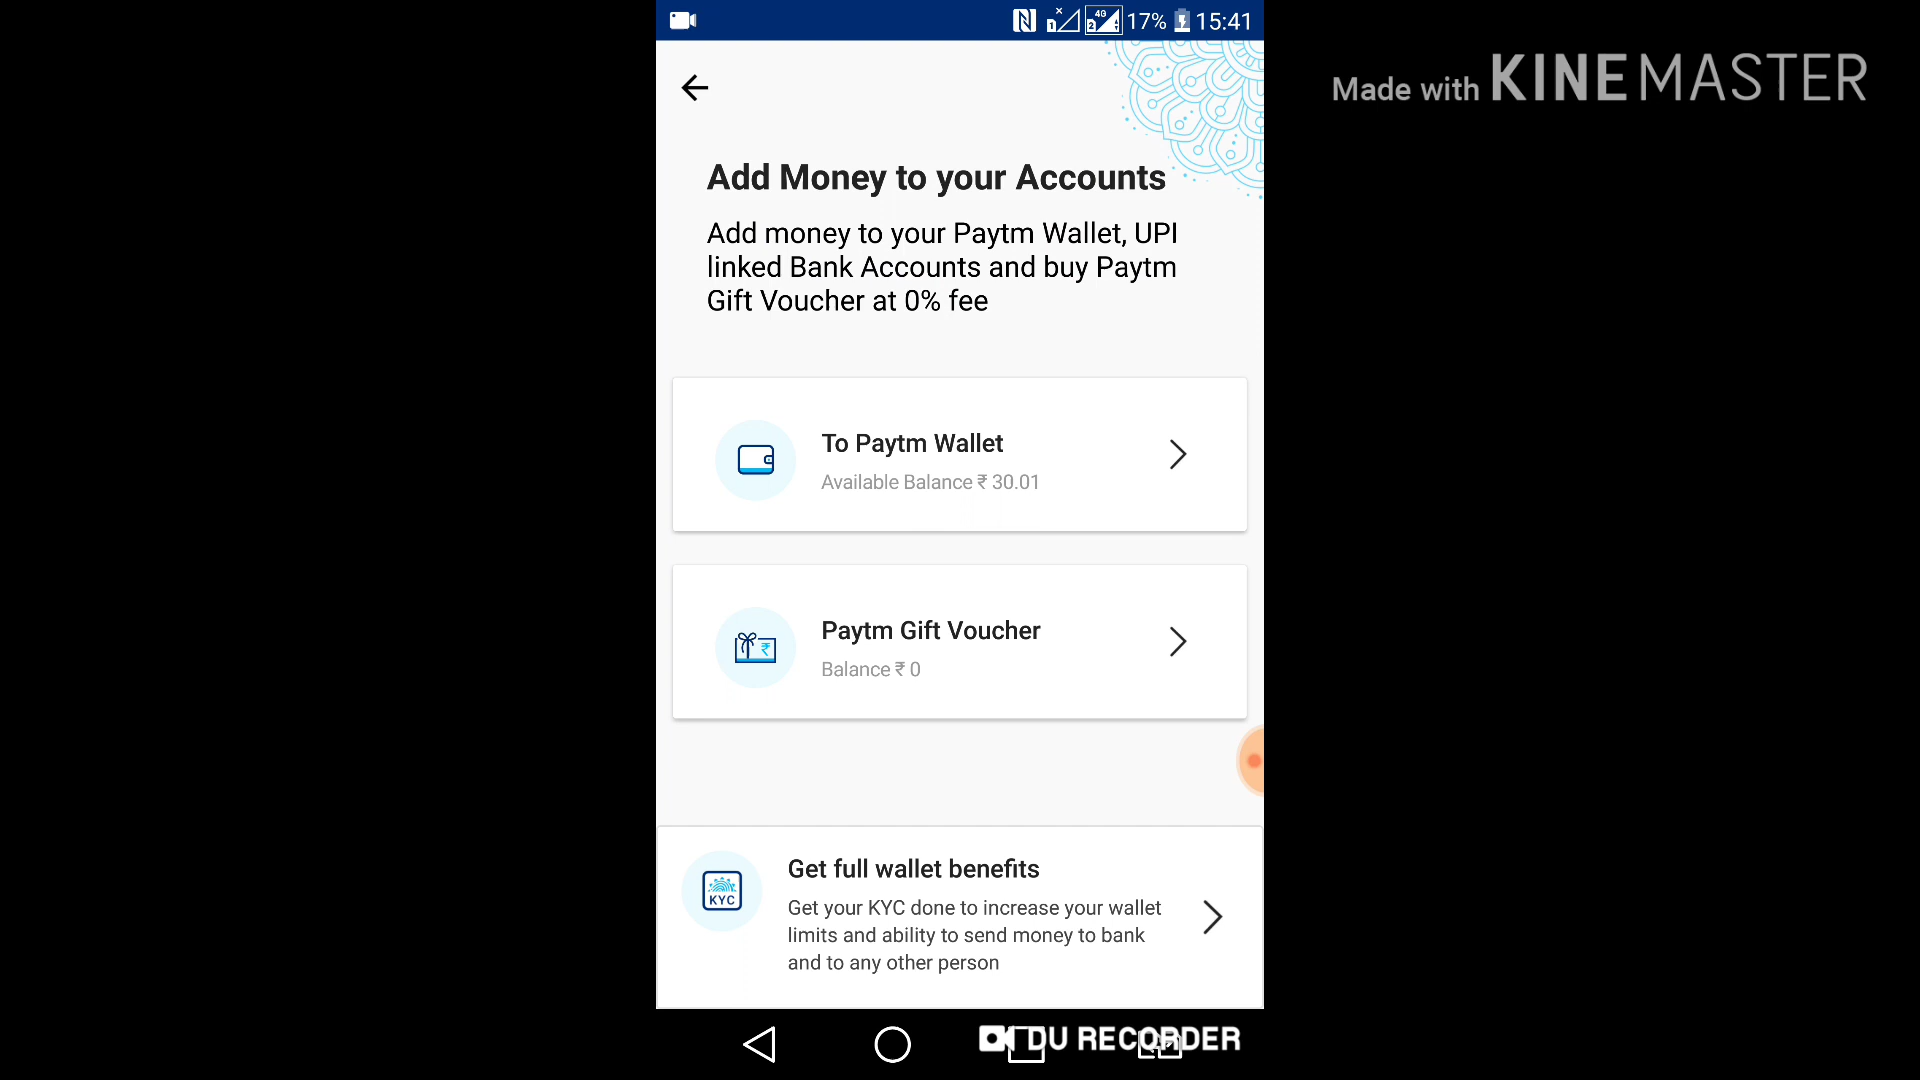 17% 15:41
Made with KINEMASTER
Add Money to your Accounts
Add money to your Paytm Wallet, UPI
linked Bank Accounts and buy Paytm
Gift Voucher at 0% fee
To Paytm Wallet
Available Balance ₹ 30.01
Paytm Gift Voucher
Balance ₹ 0
Get full wallet benefits
KYC
Get your KYC done to increase your wallet
limits and ability to send money to bank
and to any other person
DU RECORDER